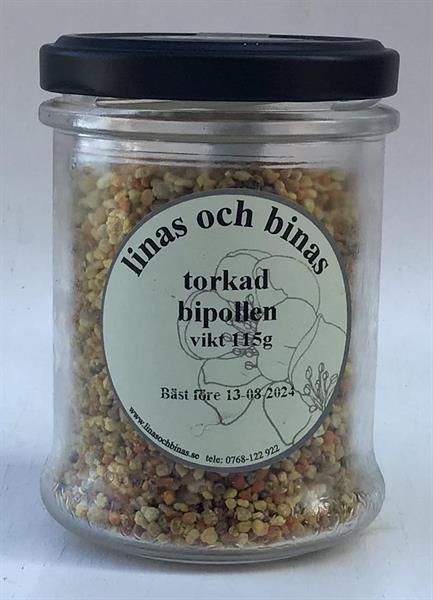 linas och binas
torkad
bipollen
vikt 115g
Bäst före 13-08 2024
www.linasochbinas.se tele: 0768-122 922